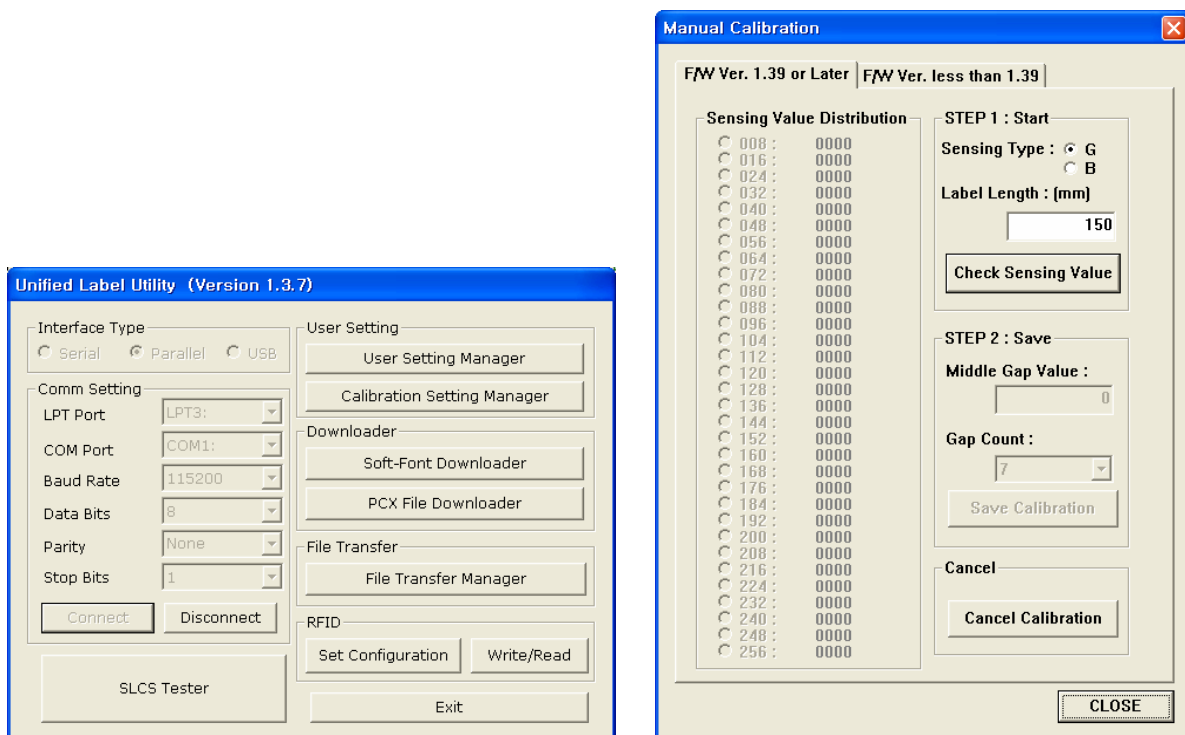 Unified Label Utility (Version 1.3.7)
Interface Type
Serial Parallel USB
Comm Setting
LPT Port LPT3:
COM Port COM1:
Baud Rate 115200
Data Bits 8
Parity None
Stop Bits 1
Connect Disconnect
SLCS Tester
User Setting
User Setting Manager
Calibration Setting Manager
Downloader
Soft-Font Downloader
PCX File Downloader
File Transfer
File Transfer Manager
RFID
Set Configuration Write/Read
Exit
Manual Calibration
F/W Ver. 1.39 or Later F/W Ver. less than 1.39
Sensing Value Distribution
008 : 0000
016 : 0000
024 : 0000
032 : 0000
040 : 0000
048 : 0000
056 : 0000
064 : 0000
072 : 0000
080 : 0000
088 : 0000
096 : 0000
104 : 0000
112 : 0000
120 : 0000
128 : 0000
136 : 0000
144 : 0000
152 : 0000
160 : 0000
168 : 0000
176 : 0000
184 : 0000
192 : 0000
200 : 0000
208 : 0000
216 : 0000
224 : 0000
232 : 0000
240 : 0000
248 : 0000
256 : 0000
STEP 1 : Start
Sensing Type : G
B
Label Length : (mm)
150
Check Sensing Value
STEP 2 : Save
Middle Gap Value :
0
Gap Count :
7
Save Calibration
Cancel
Cancel Calibration
CLOSE